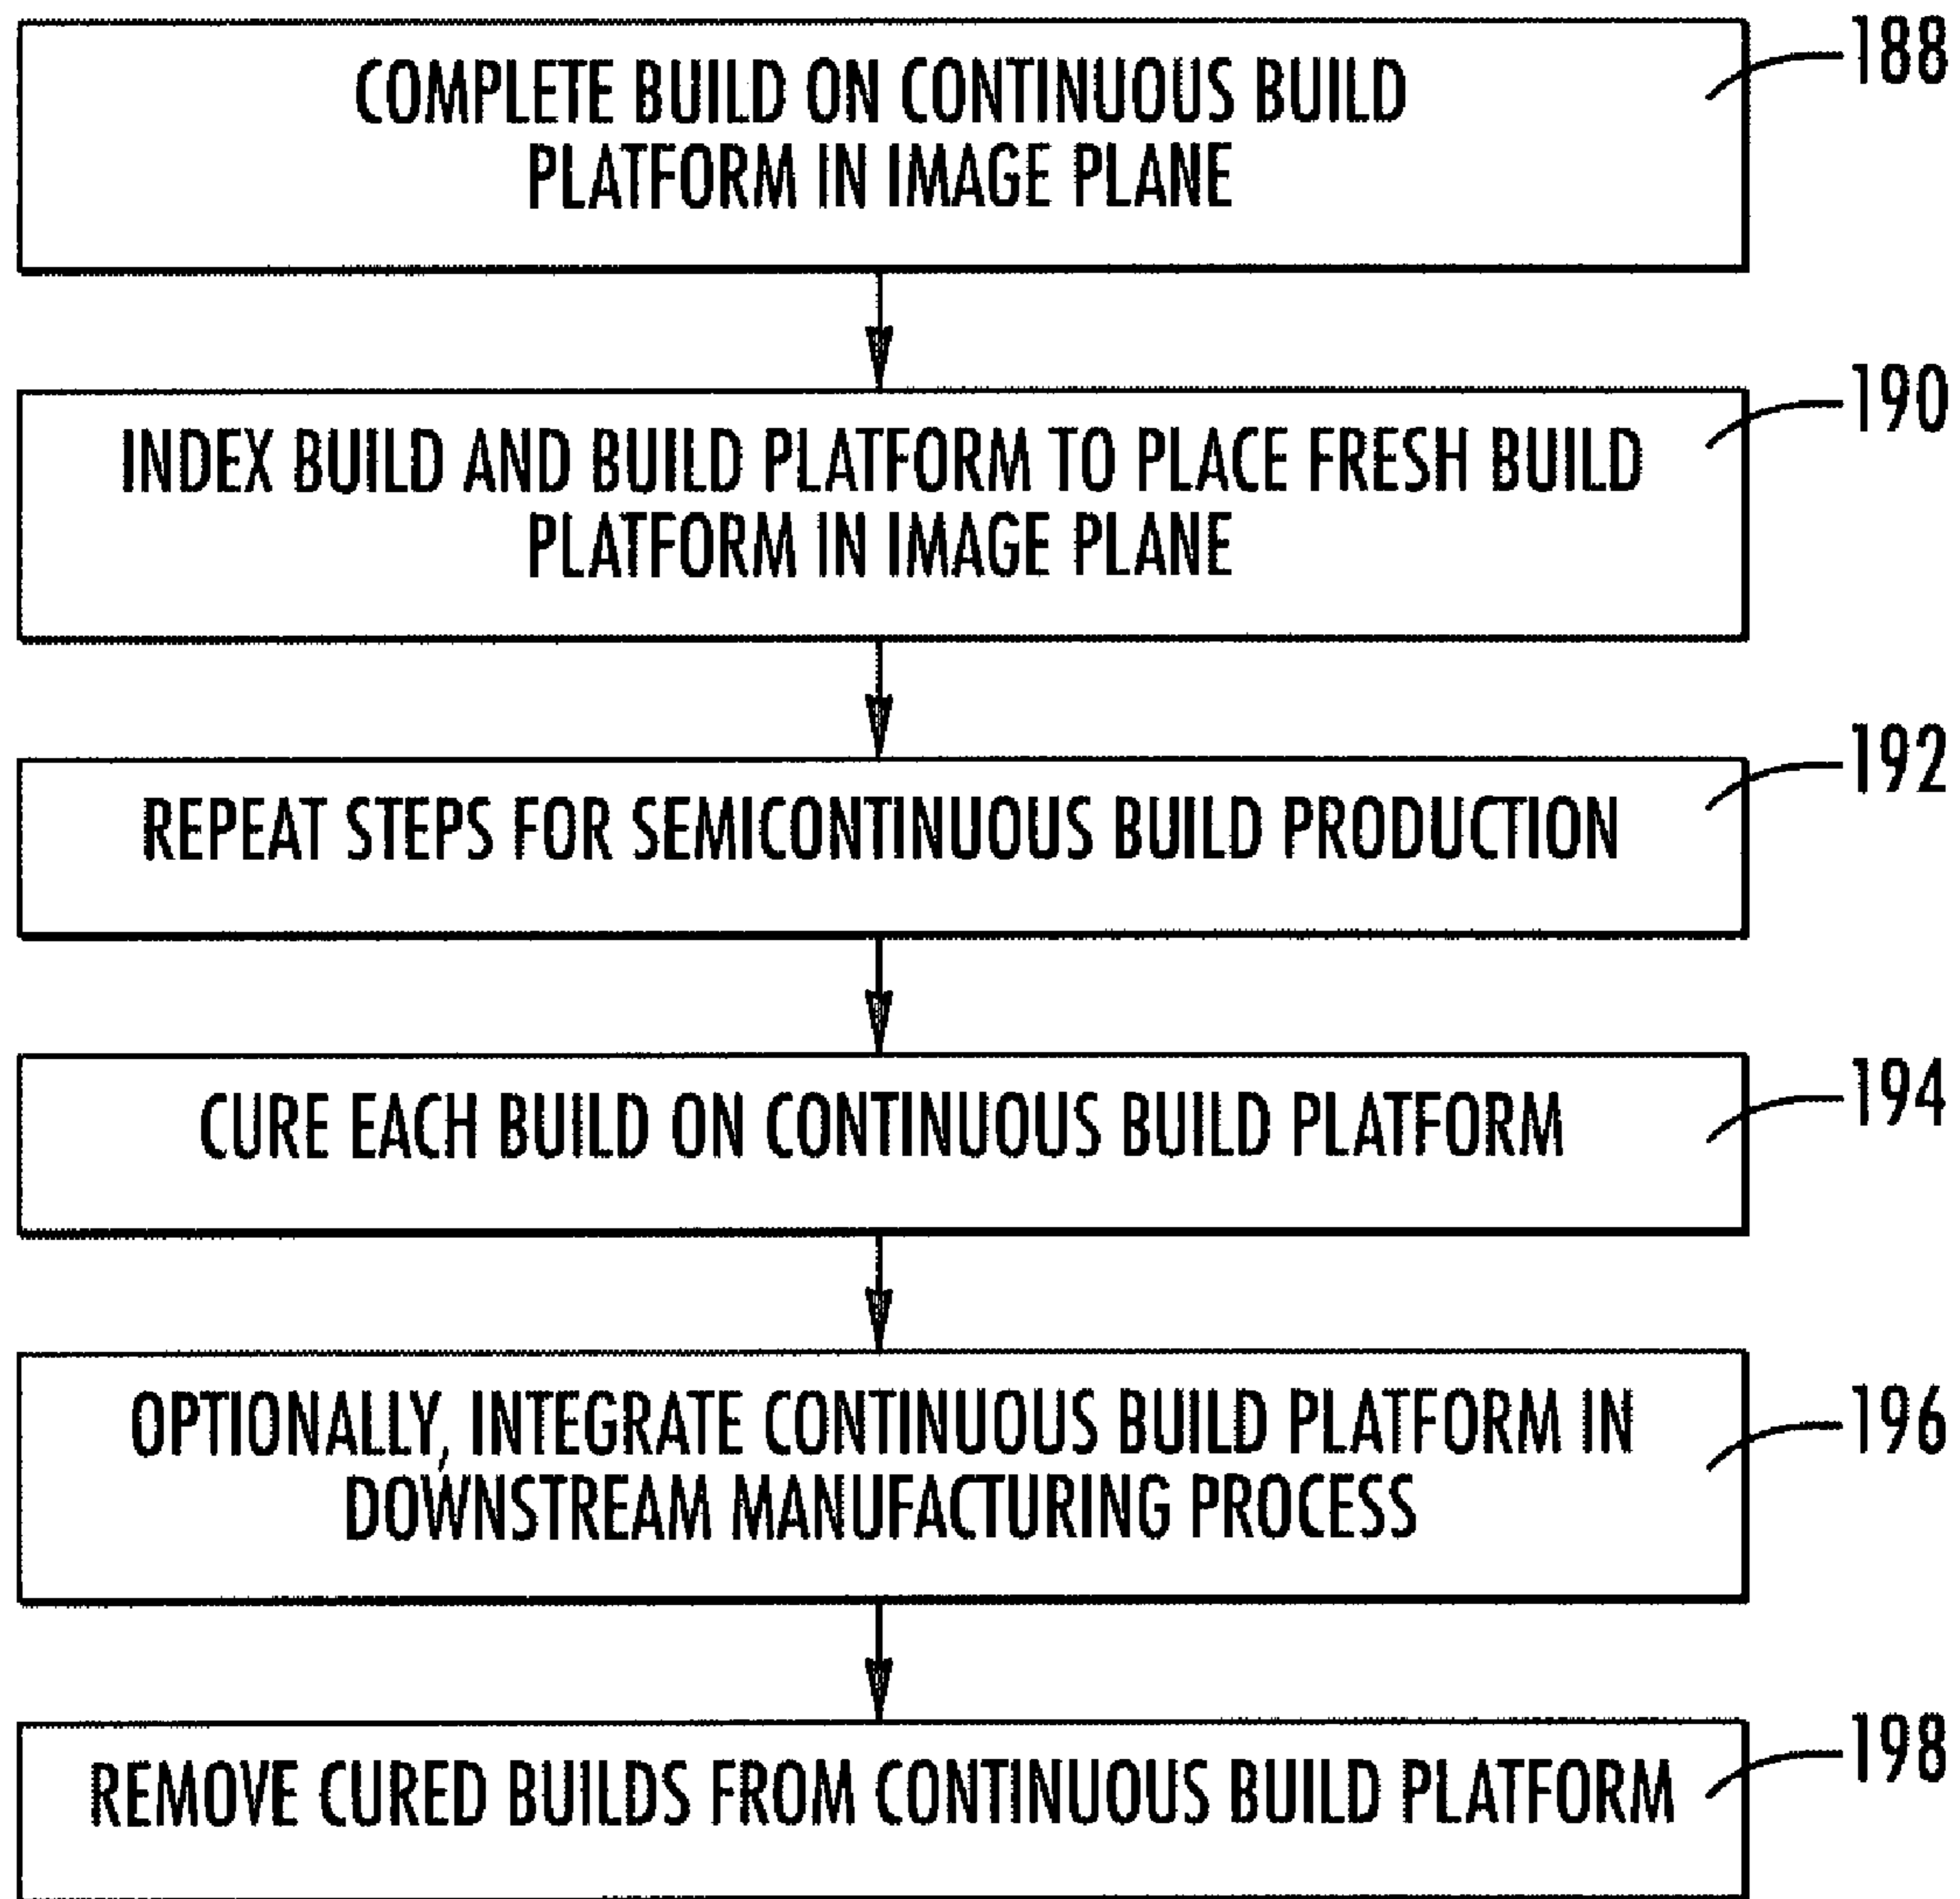 COMPLETE BUILD ON CONTINUOUS BUILD
PLATFORM IN IMAGE PLANE
188
INDEX BUILD AND BUILD PLATFORM TO PLACE FRESH BUILD
PLATFORM IN IMAGE PLANE
190
REPEAT STEPS FOR SEMICONTINUOUS BUILD PRODUCTION
192
CURE EACH BUILD ON CONTINUOUS BUILD PLATFORM
194
OPTIONALLY, INTEGRATE CONTINUOUS BUILD PLATFORM IN
DOWNSTREAM MANUFACTURING PROCESS
196
REMOVE CURED BUILDS FROM CONTINUOUS BUILD PLATFORM
198